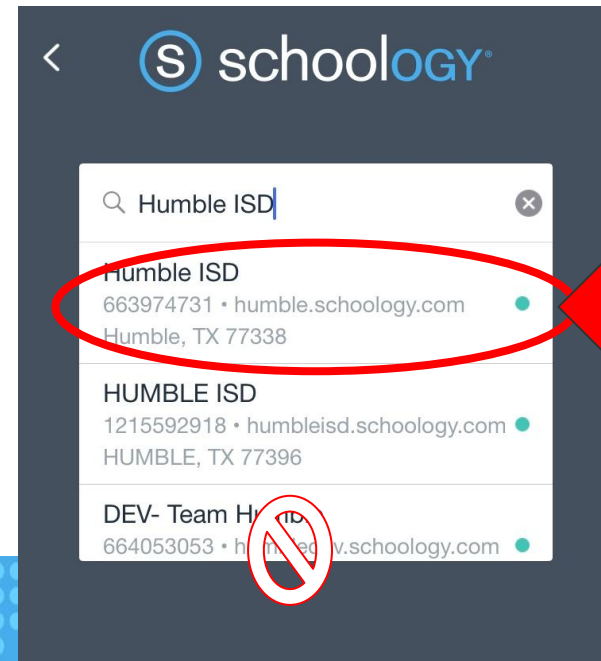 S schoology
Humble ISD
Humble ISD
663974731 • humble.schoology.com
Humble, TX 77338
HUMBLE ISD
1215592918 • humbleisd.schoology.com
HUMBLE, TX 77396
DEV- Team
664053053 •